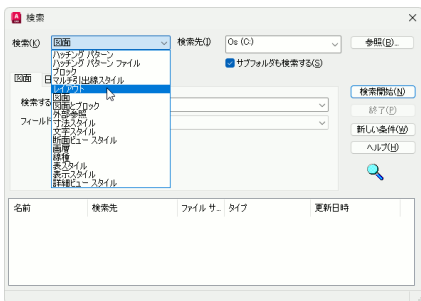 検索
検索(K) 図面 検索先(I) Os (C:) 参照(B)...
サブフォルダも検索する(S)
ハッチング パターン
ハッチング パターン ファイル
ブロック
マルチ引出線スタイル
レイアウト
図面
図面とブロック
外部参照
寸法スタイル
文字スタイル
断面ビュー スタイル
画層
線種
表スタイル
表示スタイル
詳細ビュー スタイル
図面
検索する
フィールド
検索開始(N)
終了(P)
新しい条件(W)
ヘルプ(H)
名前 検索先 ファイル サ... タイプ 更新日時